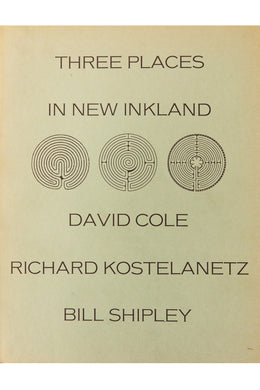 THREE PLACES
IN NEW INKLAND
DAVID COLE
RICHARD KOSTELANETZ
BILL SHIPLEY